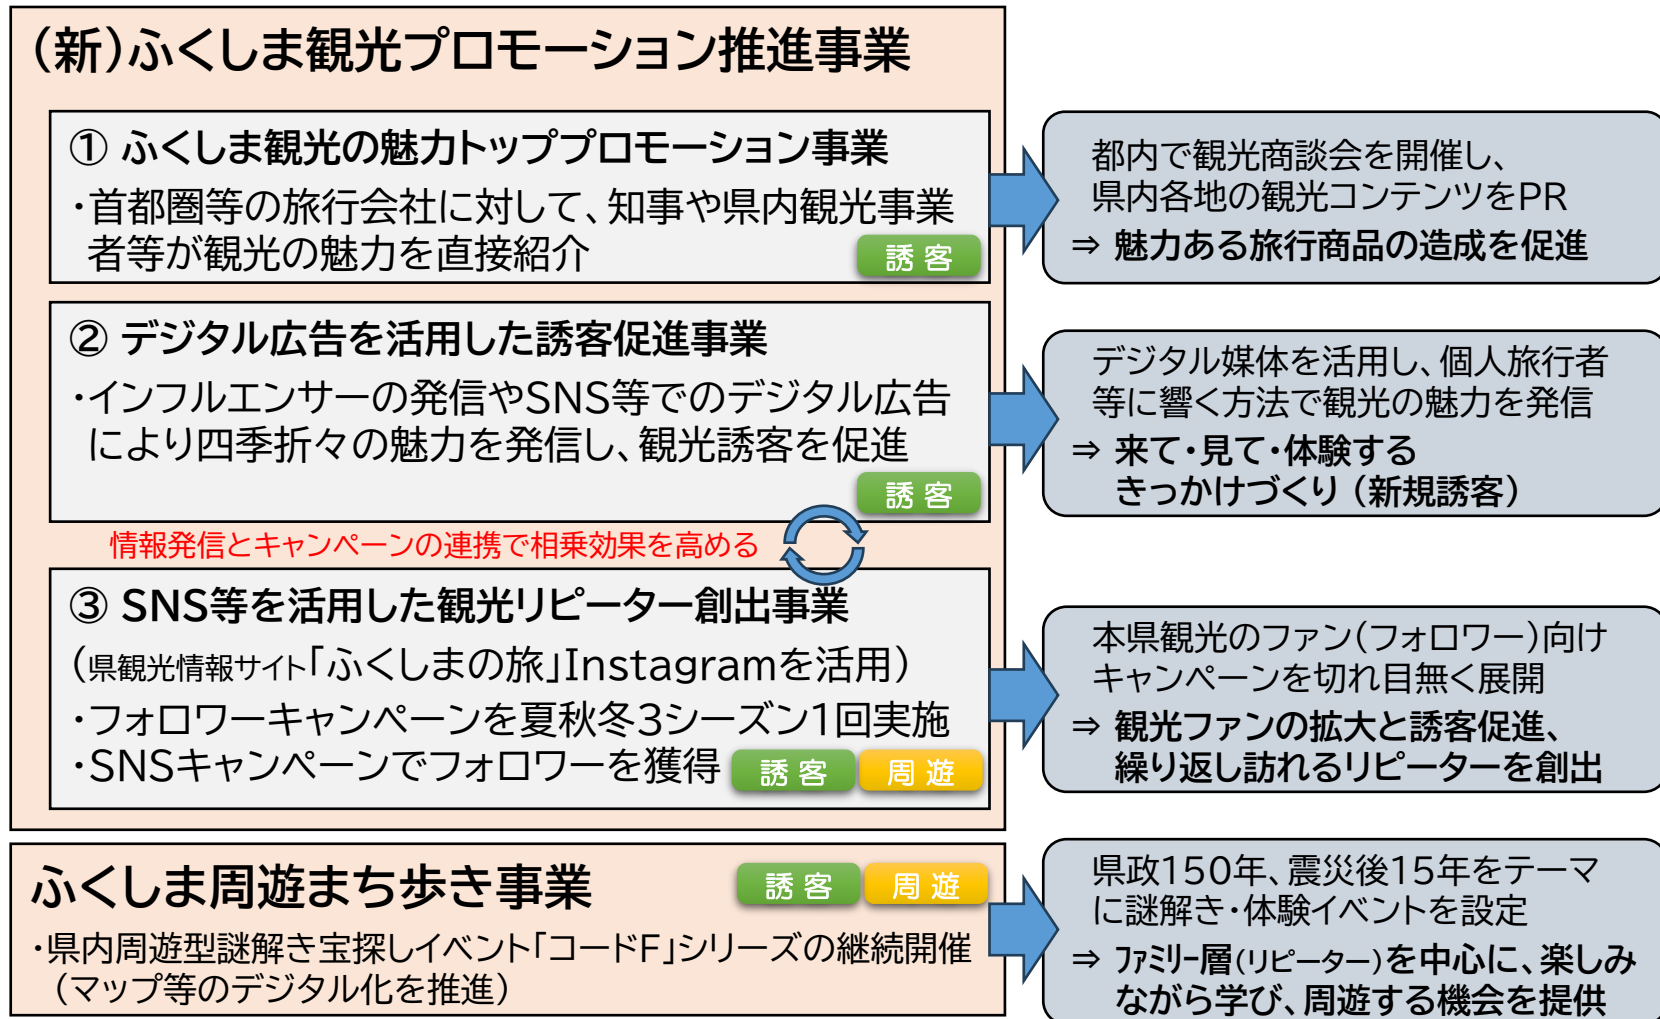 (新)ふくしま観光プロモーション推進事業
① ふくしま観光の魅力トッププロモーション事業
・首都圏等の旅行会社に対して、知事や県内観光事業
者等が観光の魅力を直接紹介
誘客
都内で観光商談会を開催し、
県内各地の観光コンテンツをPR
⇒ 魅力ある旅行商品の造成を促進
② デジタル広告を活用した誘客促進事業
・インフルエンサーの発信やSNS等でのデジタル広告
により四季折々の魅力を発信し、観光誘客を促進
誘客
デジタル媒体を活用し、個人旅行者
等に響く方法で観光の魅力を発信
⇒ 来て・見て・体験する
きっかけづくり (新規誘客)
情報発信とキャンペーンの連携で相乗効果を高める
③ SNS等を活用した観光リピーター創出事業
(県観光情報サイト「ふくしまの旅」Instagramを活用)
・フォロワーキャンペーンを夏秋冬3シーズン1回実施
・SNSキャンペーンでフォロワーを獲得
誘客 周遊
本県観光のファン(フォロワー)向け
キャンペーンを切れ目無く展開
⇒ 観光ファンの拡大と誘客促進、
繰り返し訪れるリピーターを創出
ふくしま周遊まち歩き事業
誘客 周遊
・県内周遊型謎解き宝探しイベント「コードF」シリーズの継続開催
(マップ等のデジタル化を推進)
県政150年、震災後15年をテーマ
に謎解き・体験イベントを設定
⇒ ファミリー層(リピーター)を中心に、楽しみ
ながら学び、周遊する機会を提供